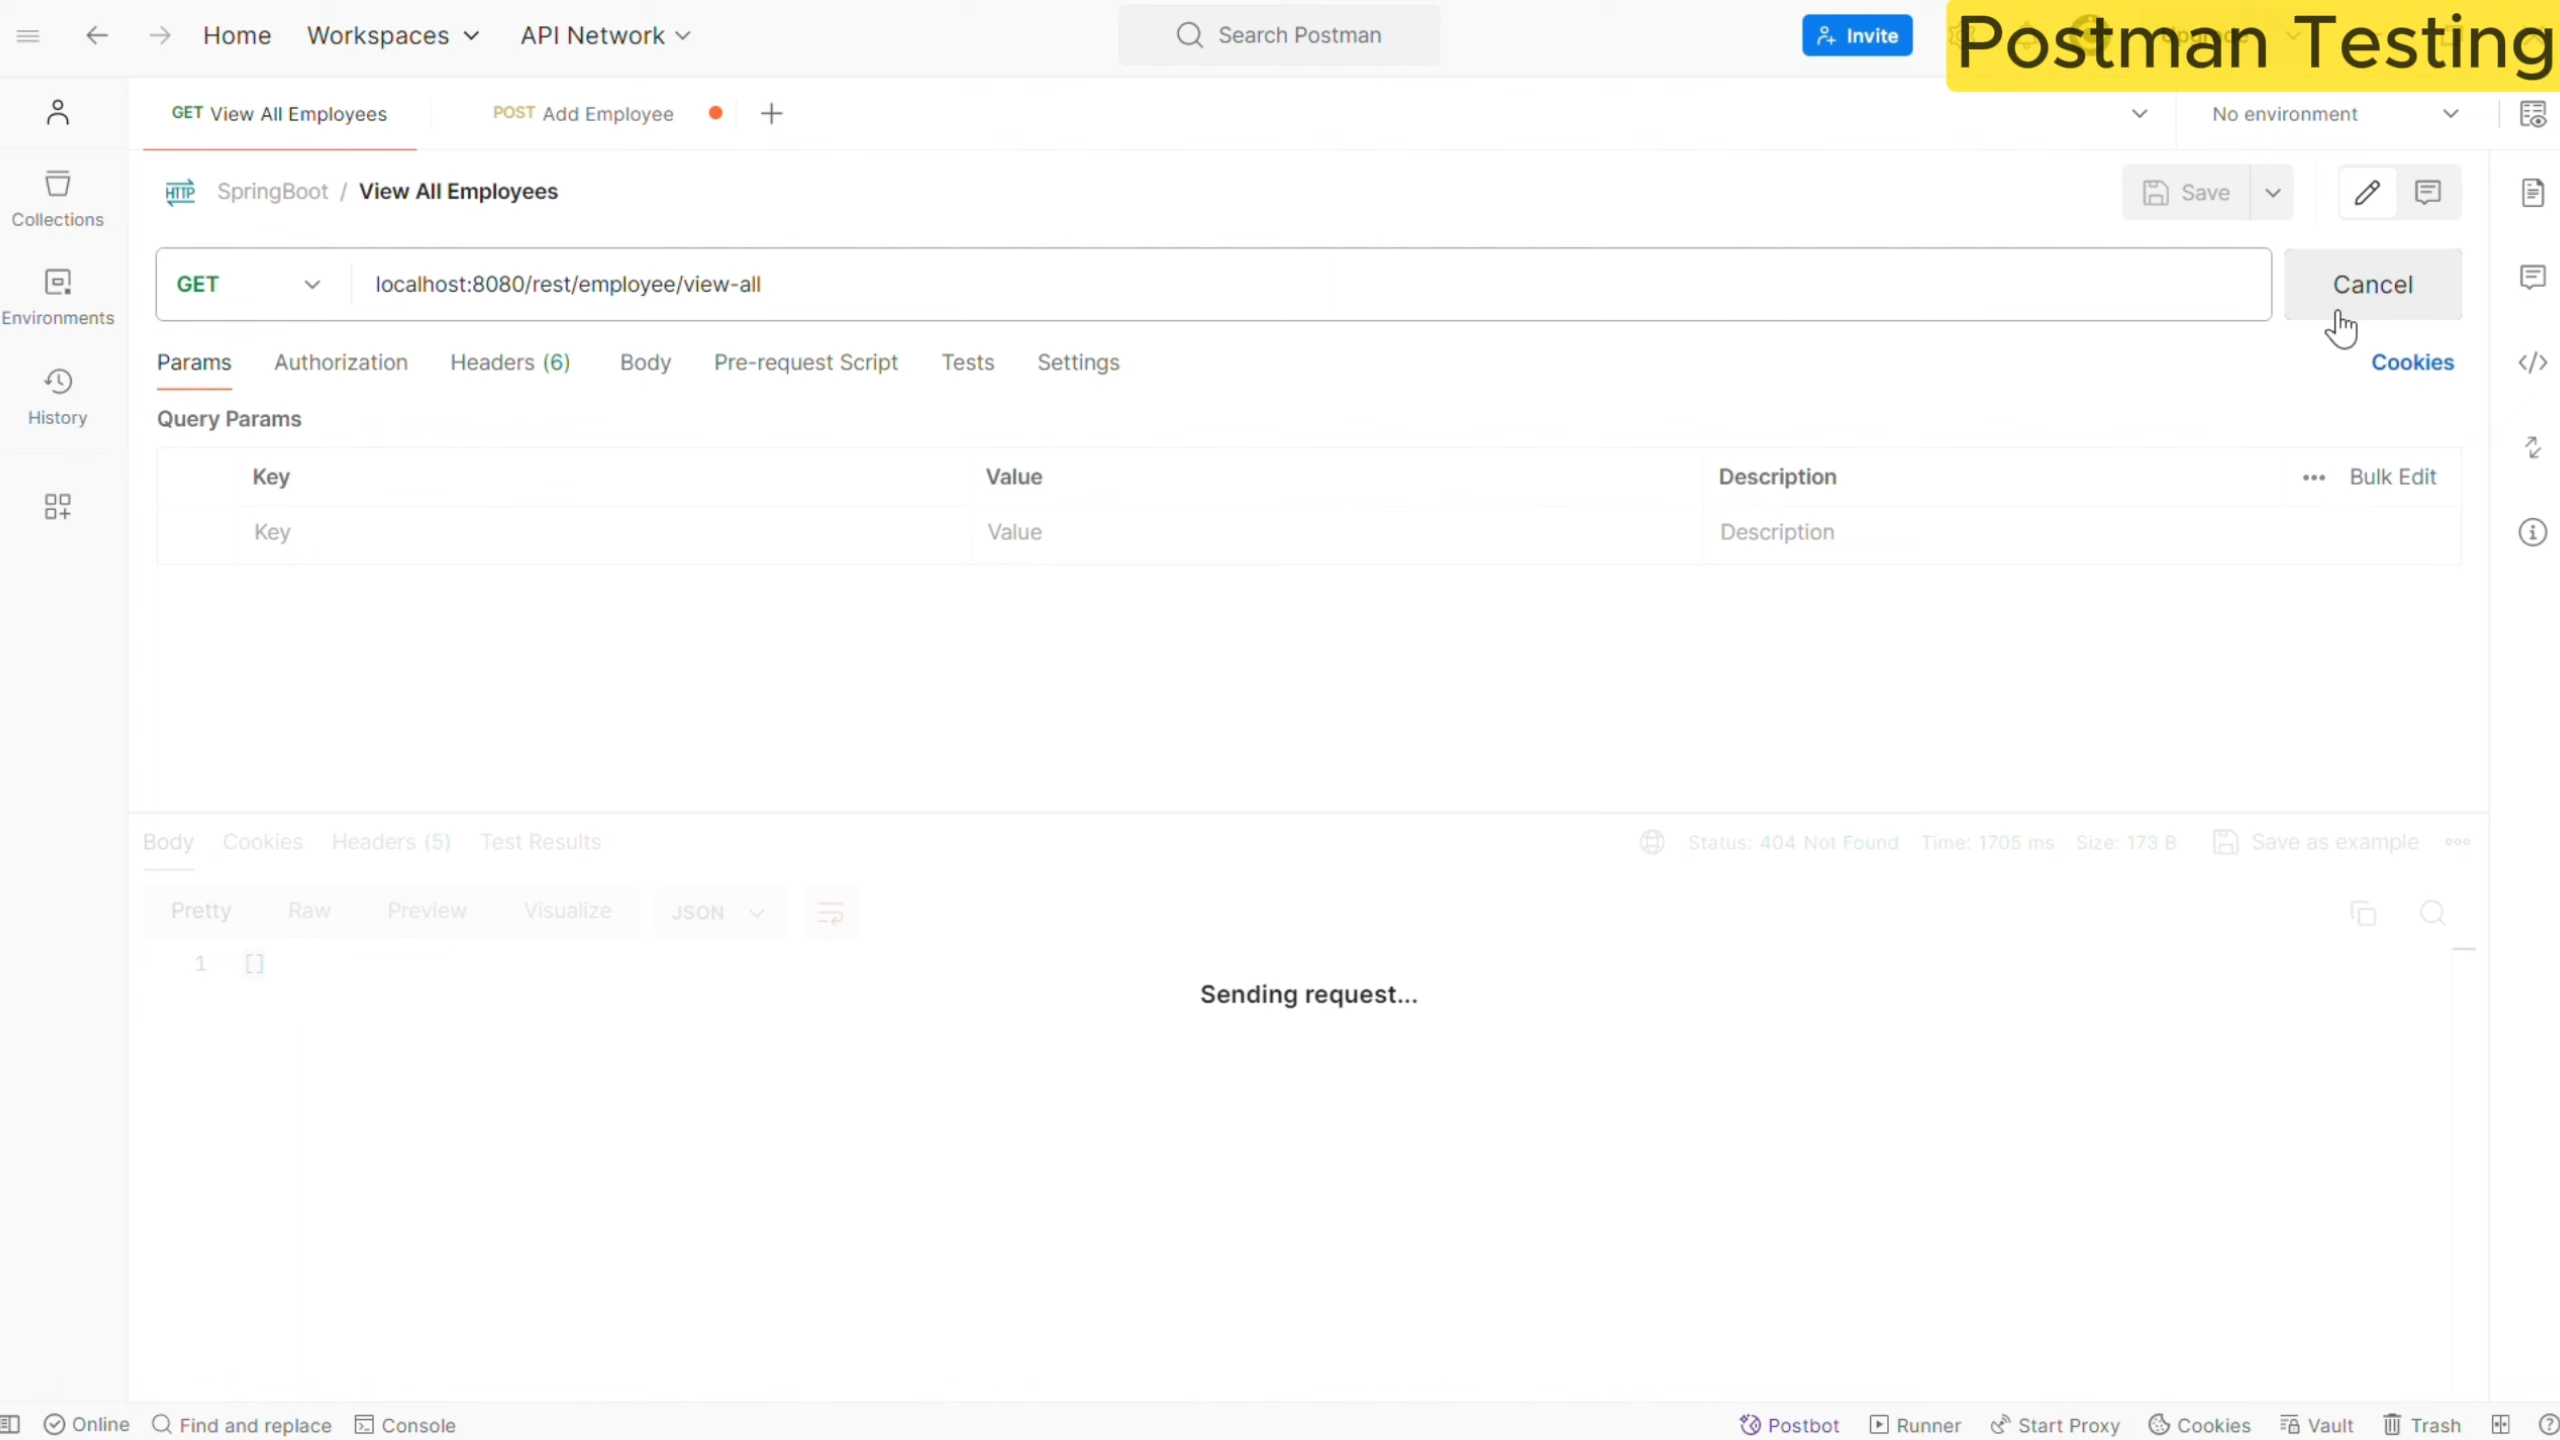 Home Workspaces API Network Search Postman Invite Upgrade
Postman Testing
GET View All Employees POST Add Employee No environment
HTTP SpringBoot / View All Employees Save
Collections
GET localhost:8080/rest/employee/view-all Cancel
Environments
Params Authorization Headers (6) Body Pre-request Script Tests Settings Cookies
History
Query Params
Key Value Description ••• Bulk Edit
Key Value Description
Body Cookies Headers (5) Test Results Status: 404 Not Found Time: 1705 ms Size: 173 B Save as example
Pretty Raw Preview Visualize JSON
1 []
Sending request...
Online Find and replace Console Postbot Runner Start Proxy Cookies Vault Trash